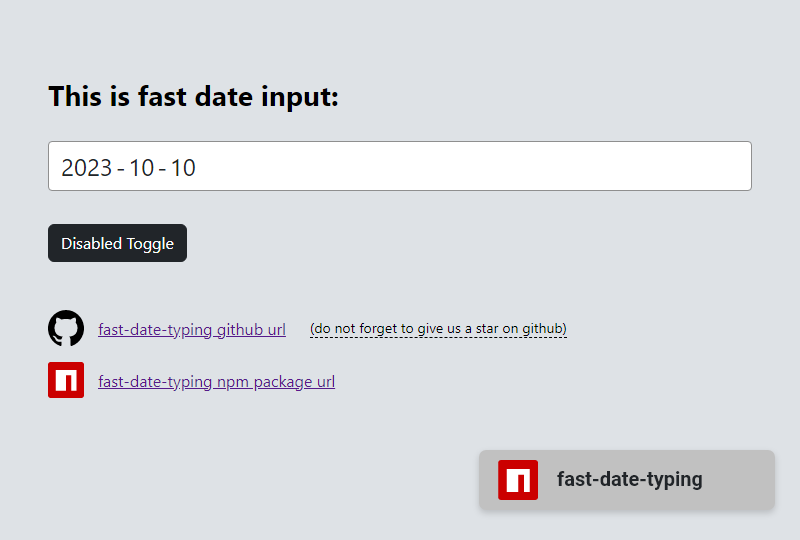 This is fast date input:
2023-10-10
Disabled Toggle
fast-date-typing github url (do not forget to give us a star on github)
fast-date-typing npm package url
fast-date-typing